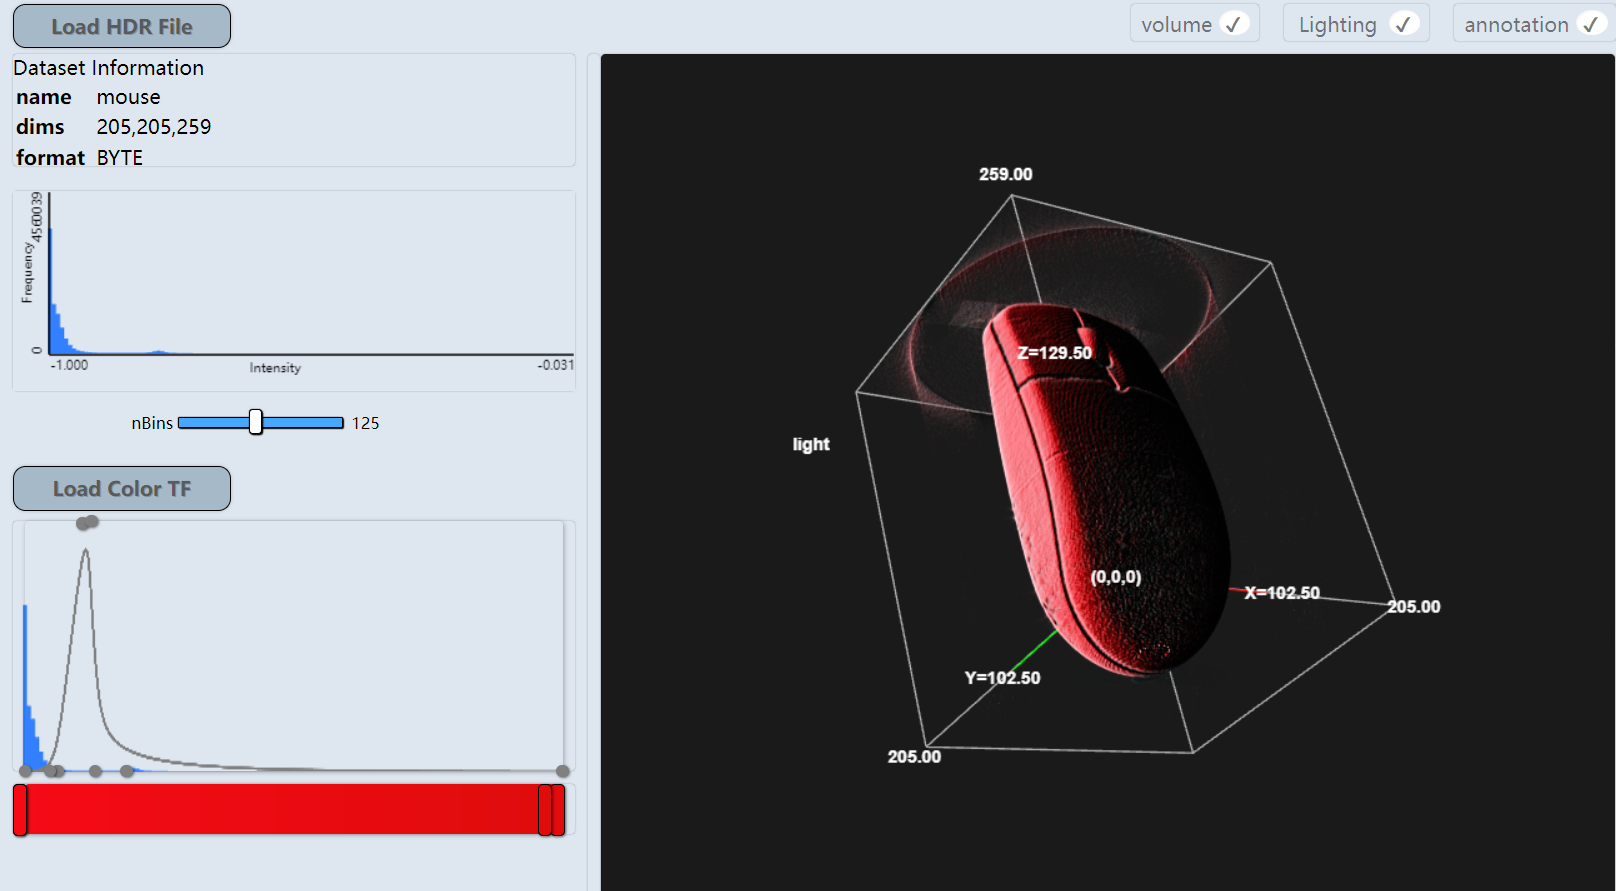 Load HDR File
volume ✓
Lighting ✓
annotation ✓
Dataset Information
name mouse
dims 205,205,259
format BYTE
Frequency
0
-1.000
Intensity
-0.031
nBins 125
Load Color TF
259.00
Z=129.50
light
(0,0,0)
X=102.50
205.00
Y=102.50
205.00